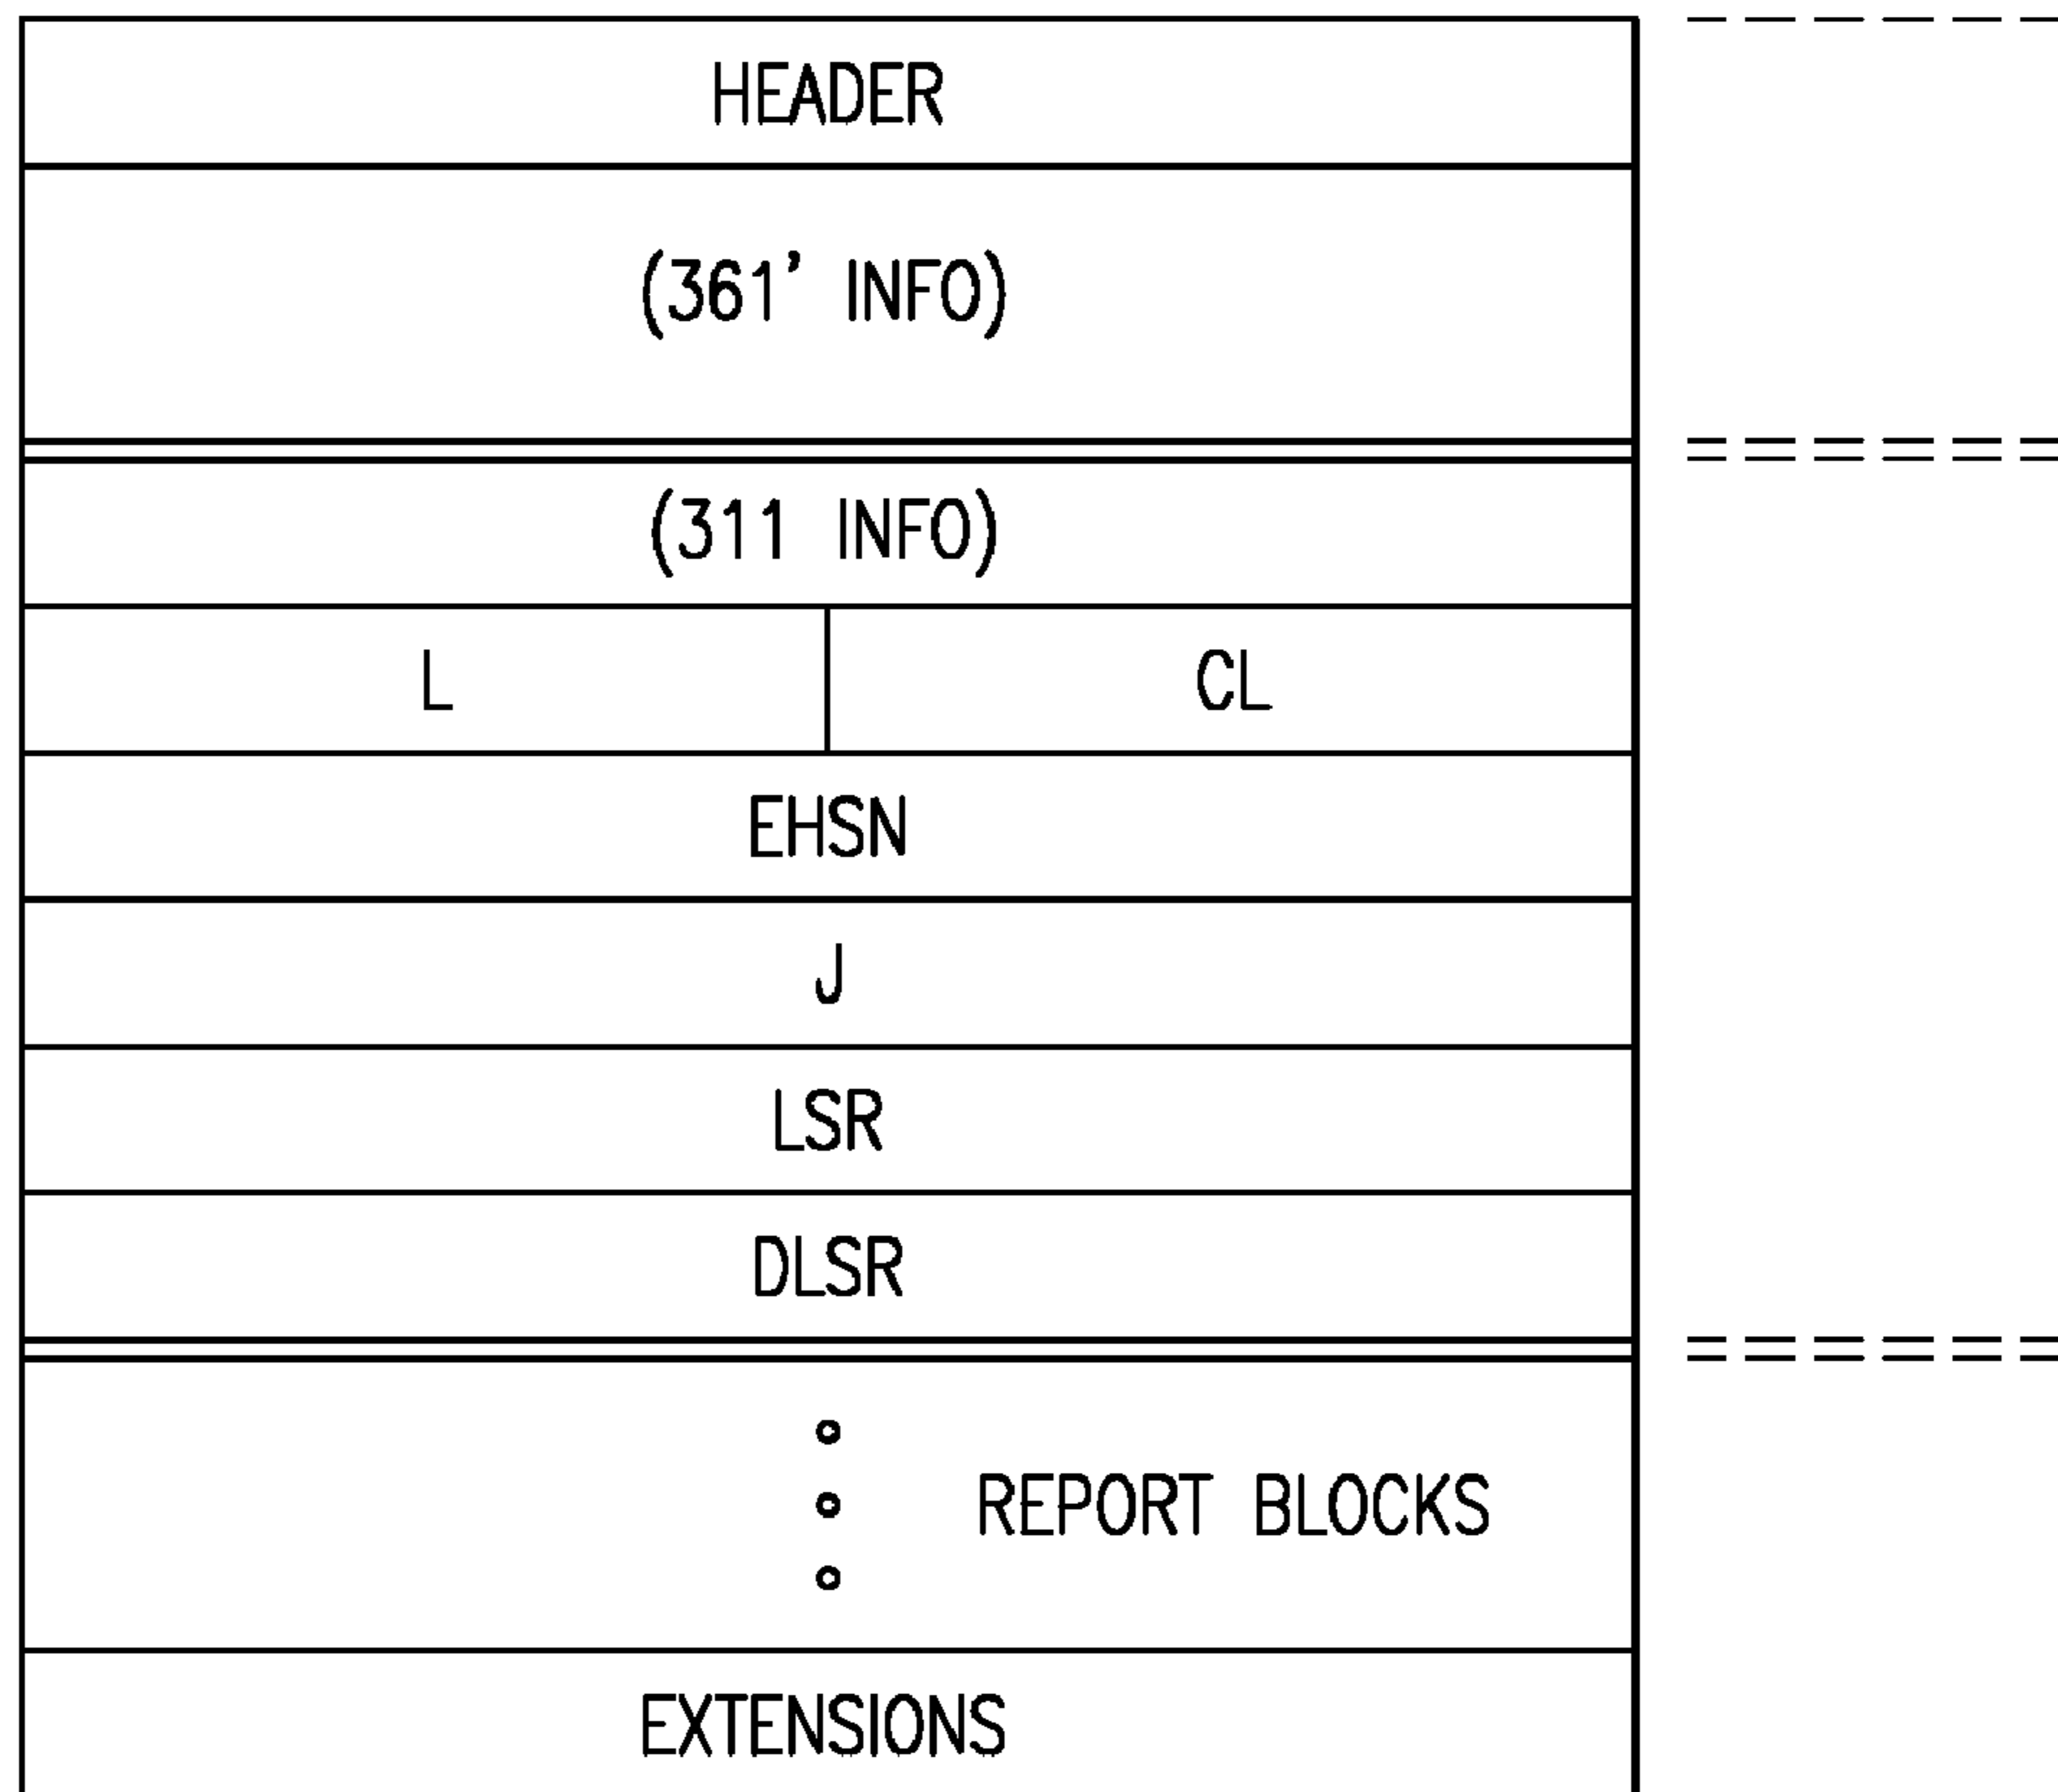 HEADER
(361' INFO)
(311 INFO)
L CL
EHSN
J
LSR
DLSR
REPORT BLOCKS
EXTENSIONS